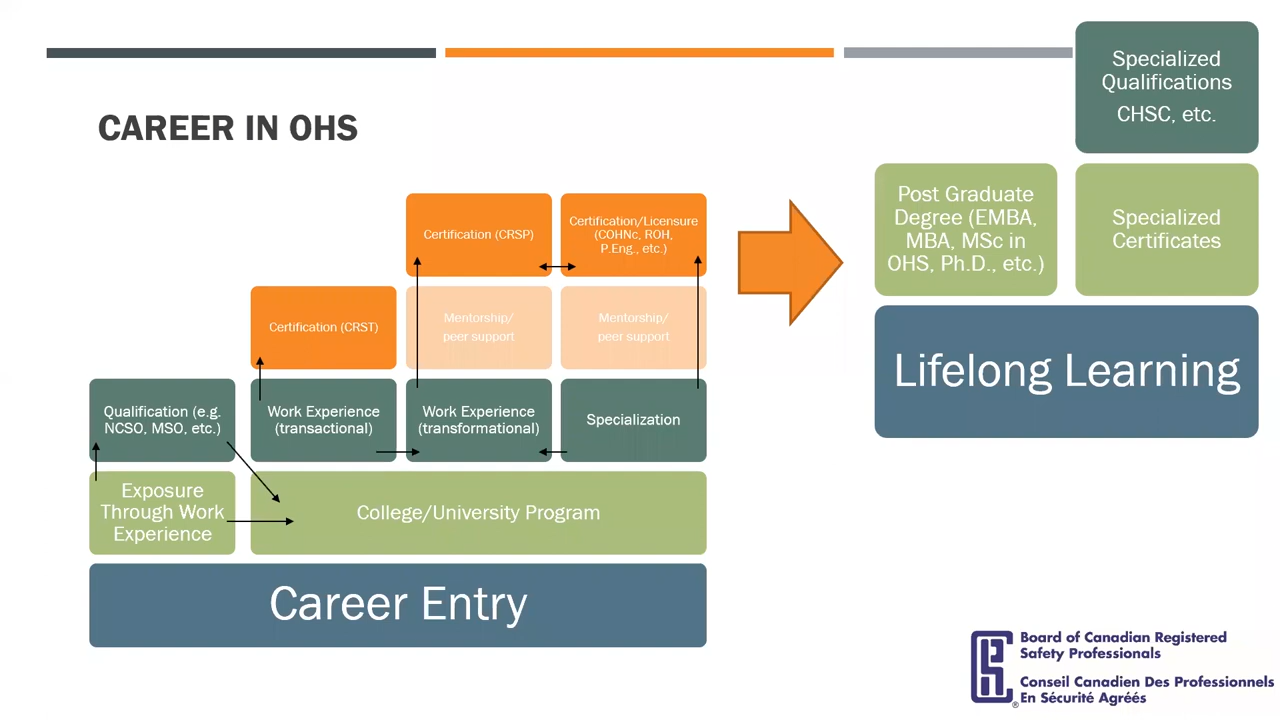 CAREER IN OHS
Certification (CRSP)
Certification/Licensure
(COHNc, ROH,
P.Eng., etc.)
Certification (CRST)
Mentorship/
peer support
Mentorship/
peer support
Qualification (e.g.
NCSO, MSO, etc.)
Work Experience
(transactional)
Work Experience
(transformational)
Specialization
Exposure
Through Work
Experience
College/University Program
Career Entry
Specialized
Qualifications
CHSC, etc.
Post Graduate
Degree (EMBA,
MBA, MSc in
OHS, Ph.D., etc.)
Specialized
Certificates
Lifelong Learning
Board of Canadian Registered
Safety Professionals
Conseil Canadien Des Professionnels
®En Sécurité Agréés